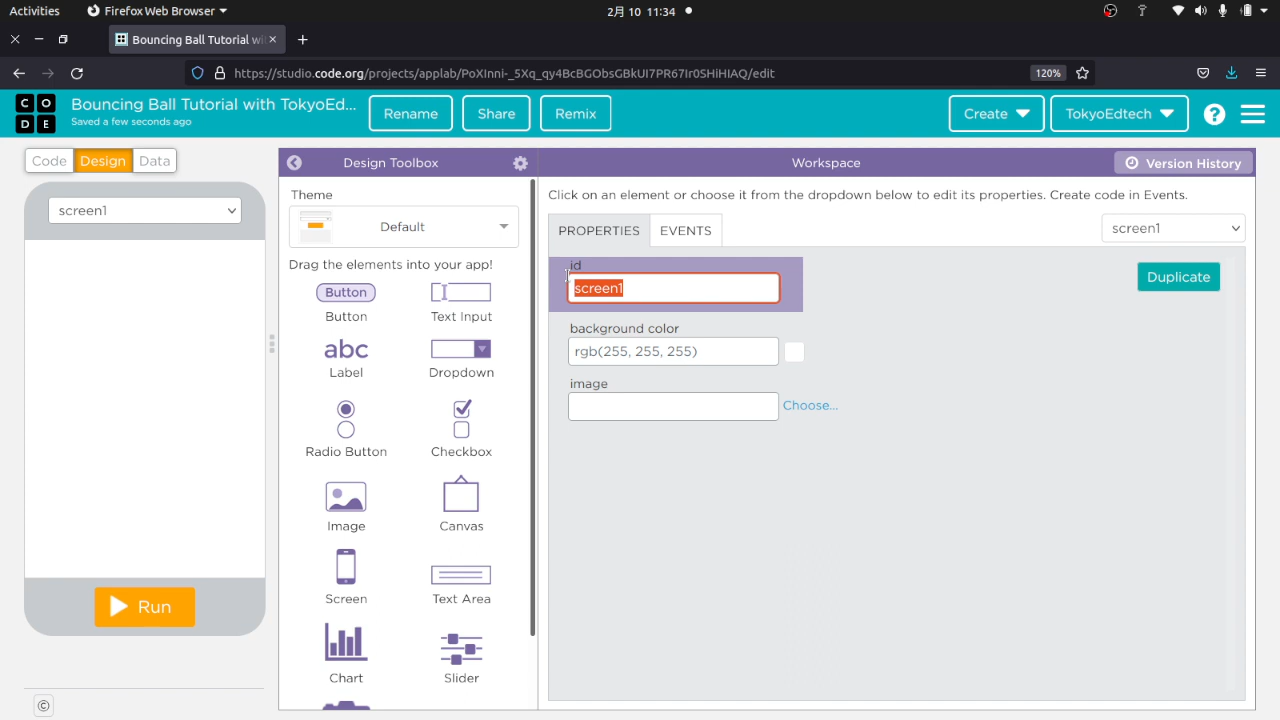 Activities
Firefox Web Browser
2月 10 11:34
Bouncing Ball Tutorial wi
https://studio.code.org/projects/applab/PoXInni-_5Xq_qy4BcBGObsGBkUI7PR67Ir0SHiHIAQ/edit
120%
C O
D E
Bouncing Ball Tutorial with TokyoEd...
Saved a few seconds ago
Rename
Share
Remix
Create
TokyoEdtech
?
Code
Design
Data
Design Toolbox
Workspace
Version History
screen1
Theme
Default
Drag the elements into your app!
Button
Button
Text Input
abc
Label
Dropdown
Radio Button
Checkbox
Image
Canvas
Screen
Text Area
Chart
Slider
Run
©
Click on an element or choose it from the dropdown below to edit its properties. Create code in Events.
PROPERTIES
EVENTS
screen1
id
screen1
Duplicate
background color
rgb(255, 255, 255)
image
Choose...